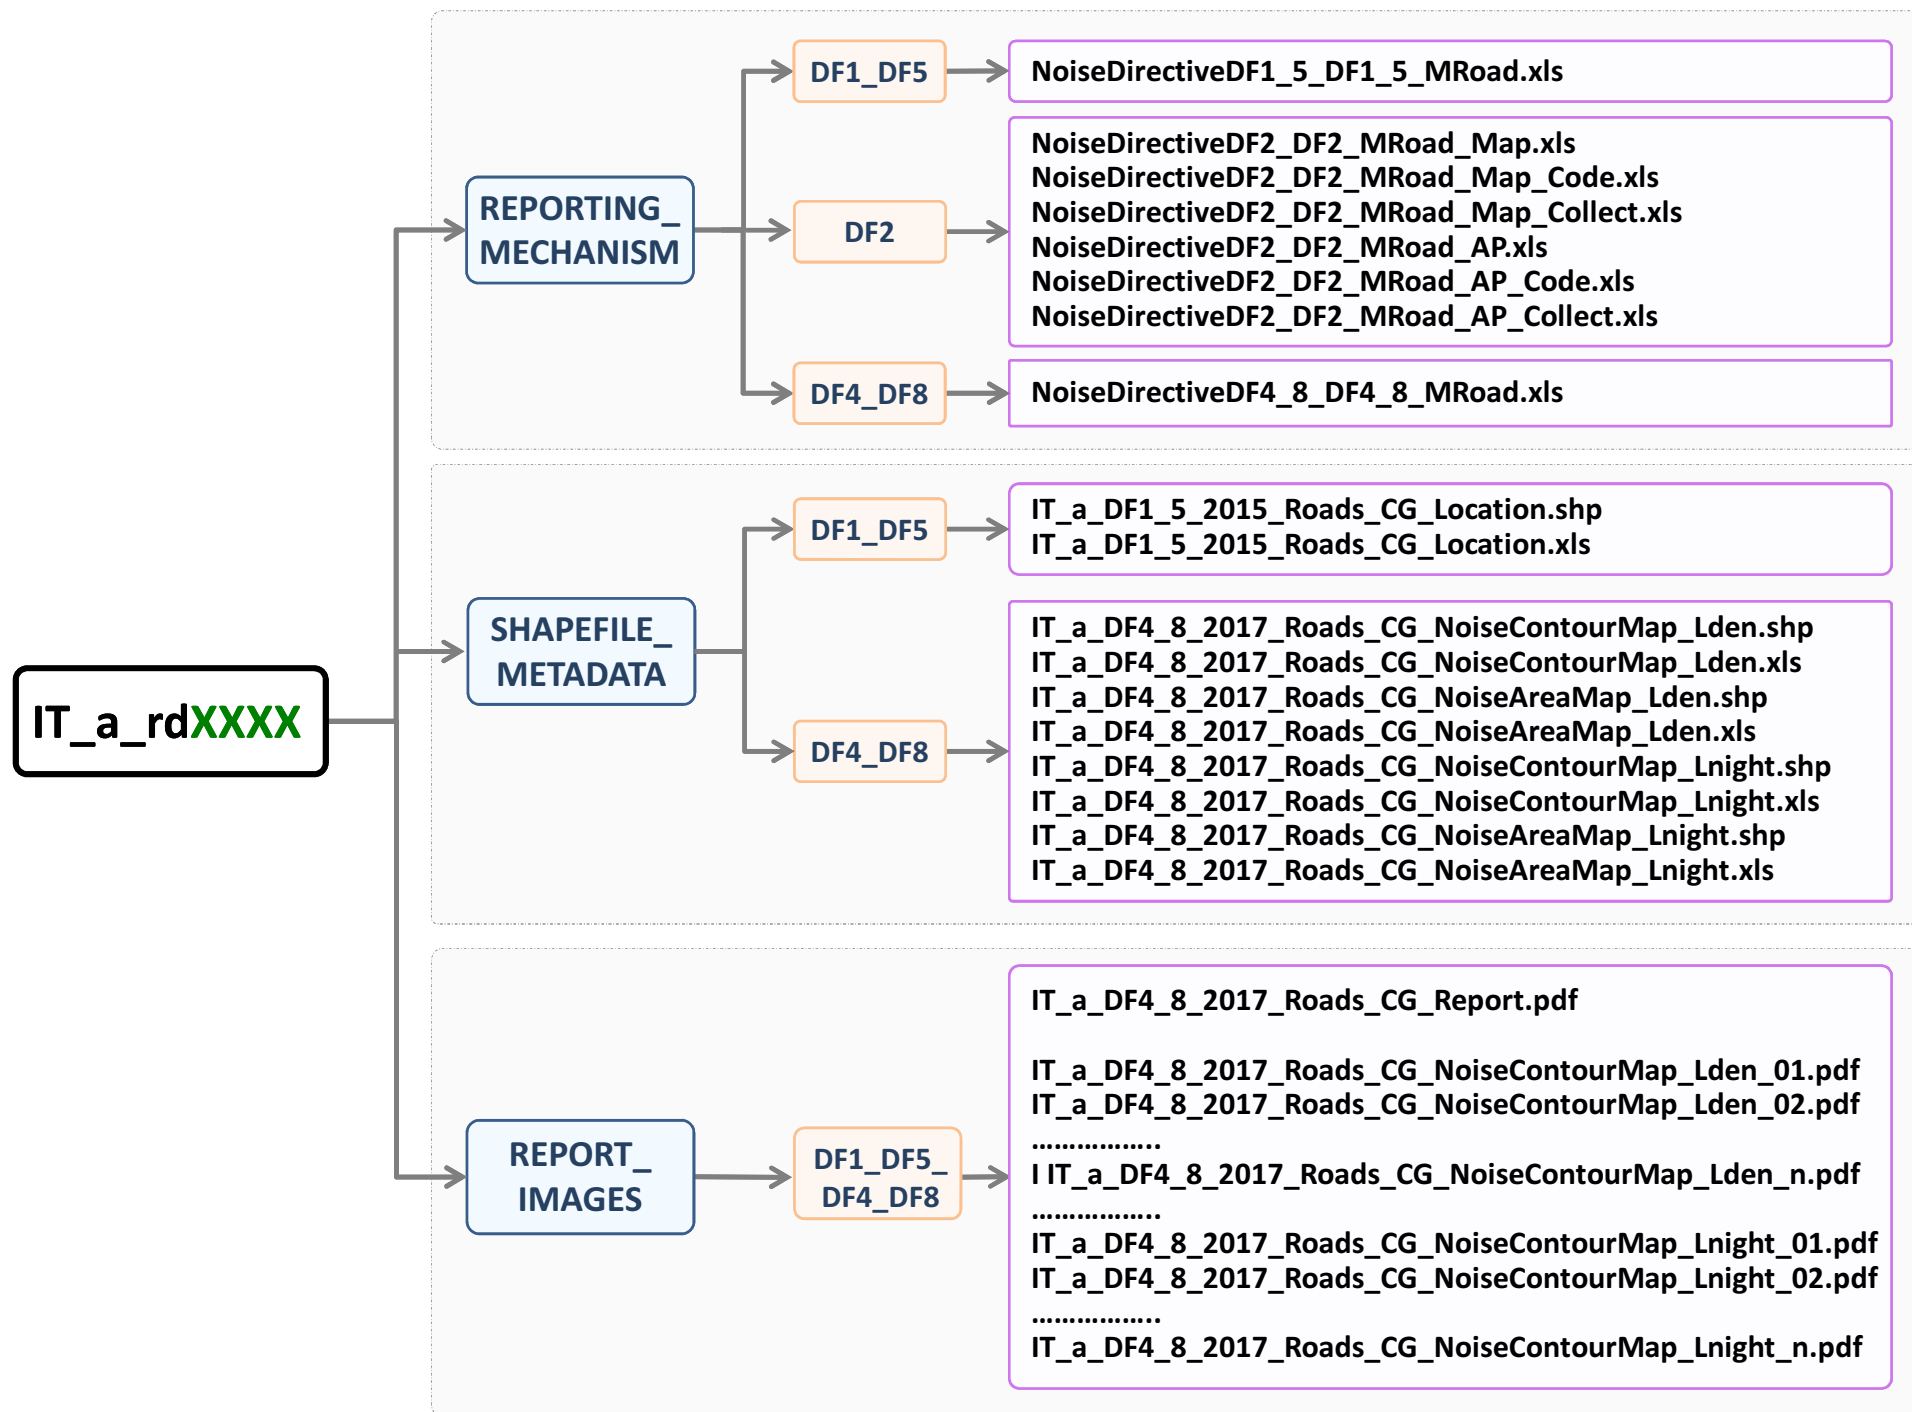 DF1_DF5
NoiseDirectiveDF1_5_DF1_5_MRoad.xls
REPORTING_
MECHANISM
DF2
NoiseDirectiveDF2_DF2_MRoad_Map.xls
NoiseDirectiveDF2_DF2_MRoad_Map_Code.xls
NoiseDirectiveDF2_DF2_MRoad_Map_Collect.xls
NoiseDirectiveDF2_DF2_MRoad_AP.xls
NoiseDirectiveDF2_DF2_MRoad_AP_Code.xls
NoiseDirectiveDF2_DF2_MRoad_AP_Collect.xls
DF4_DF8
NoiseDirectiveDF4_8_DF4_8_MRoad.xls
DF1_DF5
IT_a_DF1_5_2015_Roads_CG_Location.shp
IT_a_DF1_5_2015_Roads_CG_Location.xls
SHAPEFILE_
METADATA
IT_a_rdXXXX
DF4_DF8
IT_a_DF4_8_2017_Roads_CG_NoiseContourMap_Lden.shp
IT_a_DF4_8_2017_Roads_CG_NoiseContourMap_Lden.xls
IT_a_DF4_8_2017_Roads_CG_NoiseAreaMap_Lden.shp
IT_a_DF4_8_2017_Roads_CG_NoiseAreaMap_Lden.xls
IT_a_DF4_8_2017_Roads_CG_NoiseContourMap_Lnight.shp
IT_a_DF4_8_2017_Roads_CG_NoiseContourMap_Lnight.xls
IT_a_DF4_8_2017_Roads_CG_NoiseAreaMap_Lnight.shp
IT_a_DF4_8_2017_Roads_CG_NoiseAreaMap_Lnight.xls
REPORT_
IMAGES
DF1_DF5_
DF4_DF8
IT_a_DF4_8_2017_Roads_CG_Report.pdf
IT_a_DF4_8_2017_Roads_CG_NoiseContourMap_Lden_01.pdf
IT_a_DF4_8_2017_Roads_CG_NoiseContourMap_Lden_02.pdf
……………..
I IT_a_DF4_8_2017_Roads_CG_NoiseContourMap_Lden_n.pdf
……………..
IT_a_DF4_8_2017_Roads_CG_NoiseContourMap_Lnight_01.pdf
IT_a_DF4_8_2017_Roads_CG_NoiseContourMap_Lnight_02.pdf
……………..
IT_a_DF4_8_2017_Roads_CG_NoiseContourMap_Lnight_n.pdf